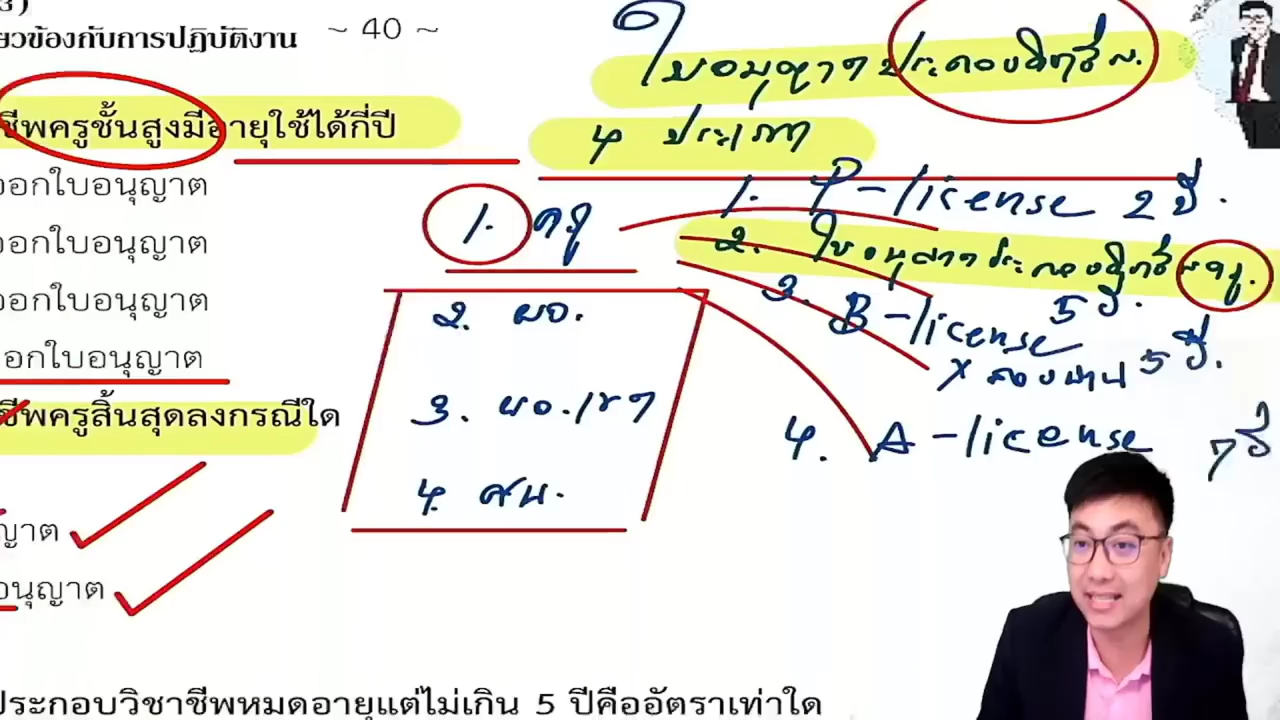 3)
~ 40 ~
ยวข้องกับการปฏิบัติงาน
ชีพครูชั้นสูงมีอายุใช้ได้กี่ปี
ออกใบอนุญาต
ออกใบอนุญาต
ออกใบอนุญาต
อกใบอนุญาต
ชีพครูสิ้นสุดลงกรณีใด
ญาต
อนุญาต
ประกอบวิชาชีพหมดอายุแต่ไม่เกิน 5 ปีคืออัตราเท่าใด
ใบอนุญาตประกอบวิชาชีพ.
4 ประเภท
1. ครู
2. ผอ.
3. ผอ.เขต
4. ศน.
1. P-license 2 ปี.
2. ใบอนุญาตประกอบวิชาชีพครู.
5 ปี.
3. B-license
x สอบผ่าน 5 ปี.
4. A-license 7 ปี